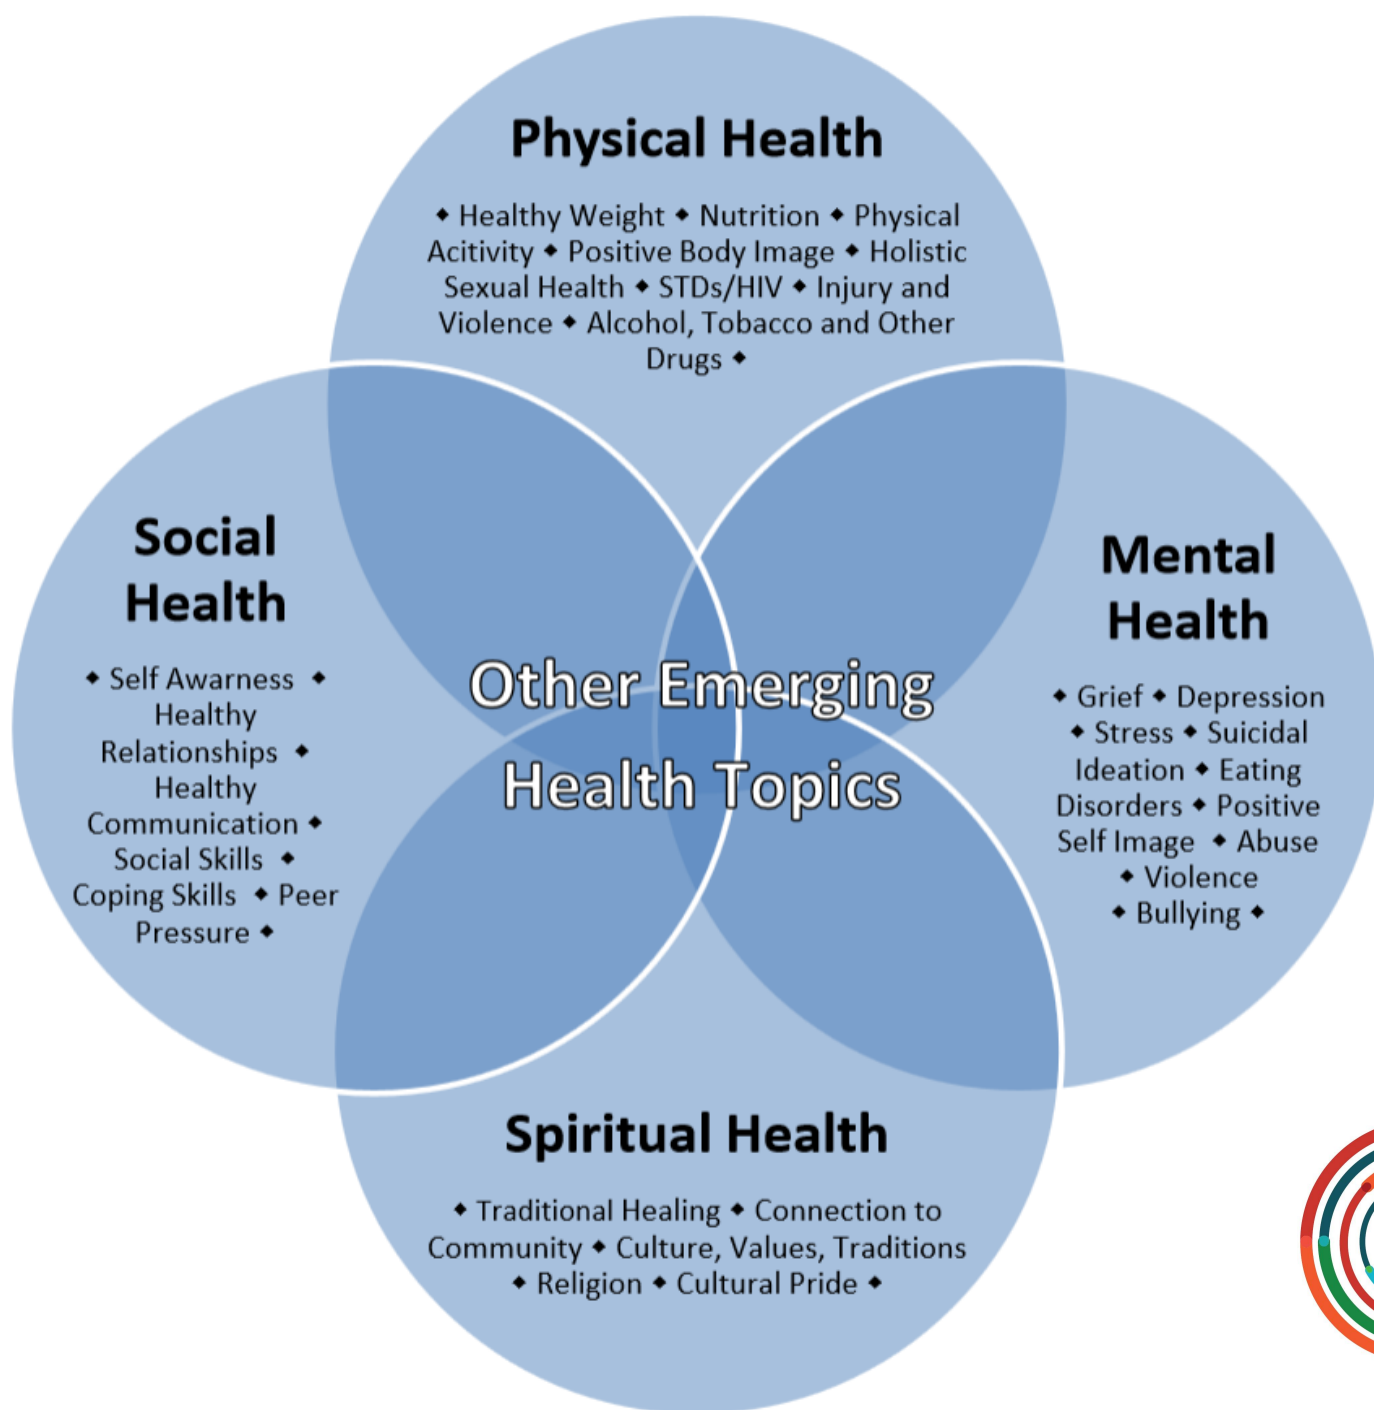 Physical Health
◆ Healthy Weight ◆ Nutrition ◆ Physical
Acitivity ◆ Positive Body Image ◆ Holistic
Sexual Health ◆ STDs/HIV ◆ Injury and
Violence ◆ Alcohol, Tobacco and Other
Drugs ◆
Social
Health
◆ Self Awarness ◆
Healthy
Relationships ◆
Healthy
Communication ◆
Social Skills ◆
Coping Skills ◆ Peer
Pressure ◆
Other Emerging
Health Topics
Mental
Health
◆ Grief ◆ Depression
◆ Stress ◆ Suicidal
Ideation ◆ Eating
Disorders ◆ Positive
Self Image ◆ Abuse
◆ Violence
◆ Bullying ◆
Spiritual Health
◆ Traditional Healing ◆ Connection to
Community ◆ Culture, Values, Traditions
◆ Religion ◆ Cultural Pride ◆